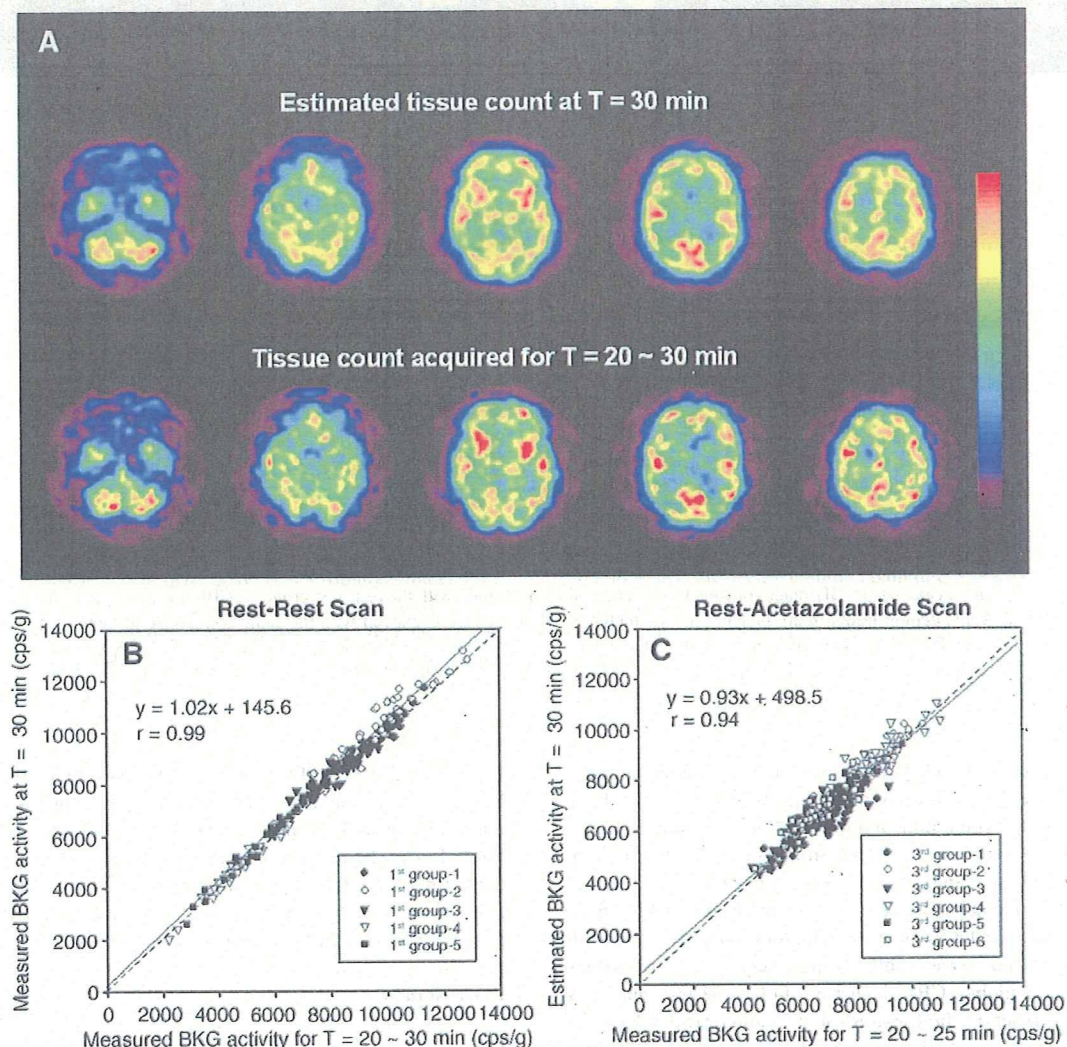 A
Estimated tissue count at T = 30 min
Tissue count acquired for T = 20 ~ 30 min
Rest-Rest Scan
B
y = 1.02x + 145.6
r = 0.99
1st group-1
1st group-2
1st group-3
1st group-4
1st group-5
14000
12000
10000
8000
6000
4000
2000
0
0 2000 4000 6000 8000 10000 12000 14000
Measured BKG activity at T = 30 min (cps/g)
Measured BKG activity for T = 20 ~ 30 min (cps/g)
Rest-Acetazolamide Scan
C
y = 0.93x + 498.5
r = 0.94
3rd group-1
3rd group-2
3rd group-3
3rd group-4
3rd group-5
3rd group-6
14000
12000
10000
8000
6000
4000
2000
0
0 2000 4000 6000 8000 10000 12000 14000
Estimated BKG activity at T = 30 min (cps/g)
Measured BKG activity for T = 20 ~ 25 min (cps/g)